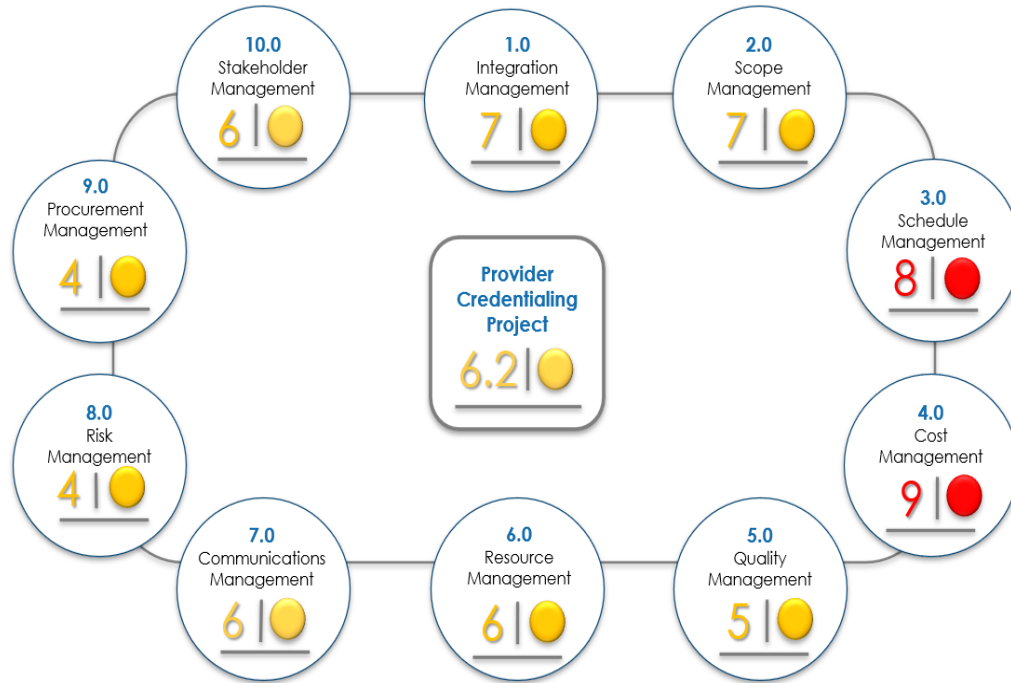 10.0
Stakeholder
Management
6
1.0
Integration
Management
7
2.0
Scope
Management
7
9.0
Procurement
Management
4
Provider
Credentialing
Project
6.2
3.0
Schedule
Management
8
8.0
Risk
Management
4
4.0
Cost
Management
9
7.0
Communications
Management
6
6.0
Resource
Management
6
5.0
Quality
Management
5